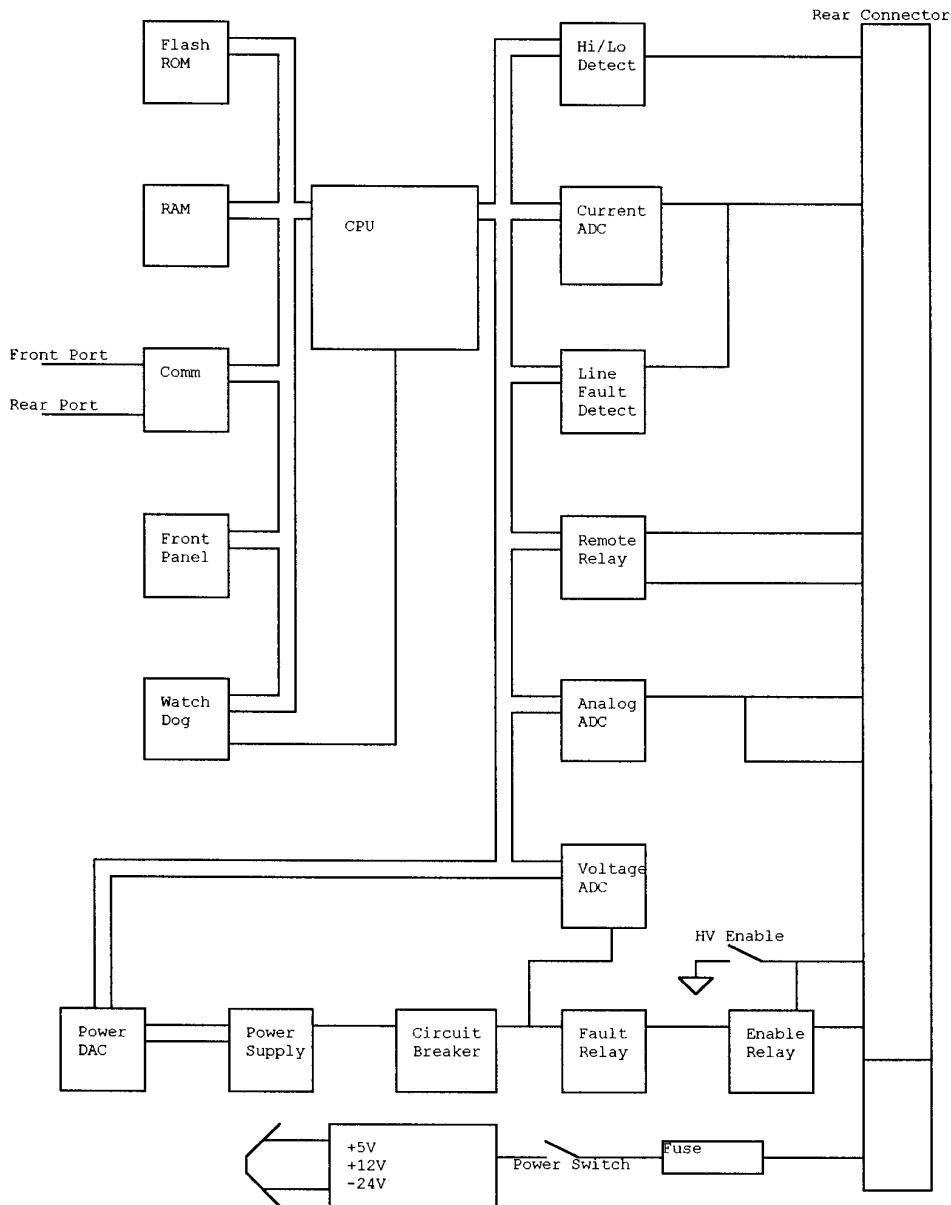 Rear Connector
Flash
ROM
Hi/Lo
Detect
RAM
CPU
Current
ADC
Front Port
Rear Port
Comm
Line
Fault
Detect
Front
Panel
Remote
Relay
Watch
Dog
Analog
ADC
Voltage
ADC
HV Enable
Power
DAC
Power
Supply
Circuit
Breaker
Fault
Relay
Enable
Relay
+5V
+12V
-24V
Power Switch
Fuse